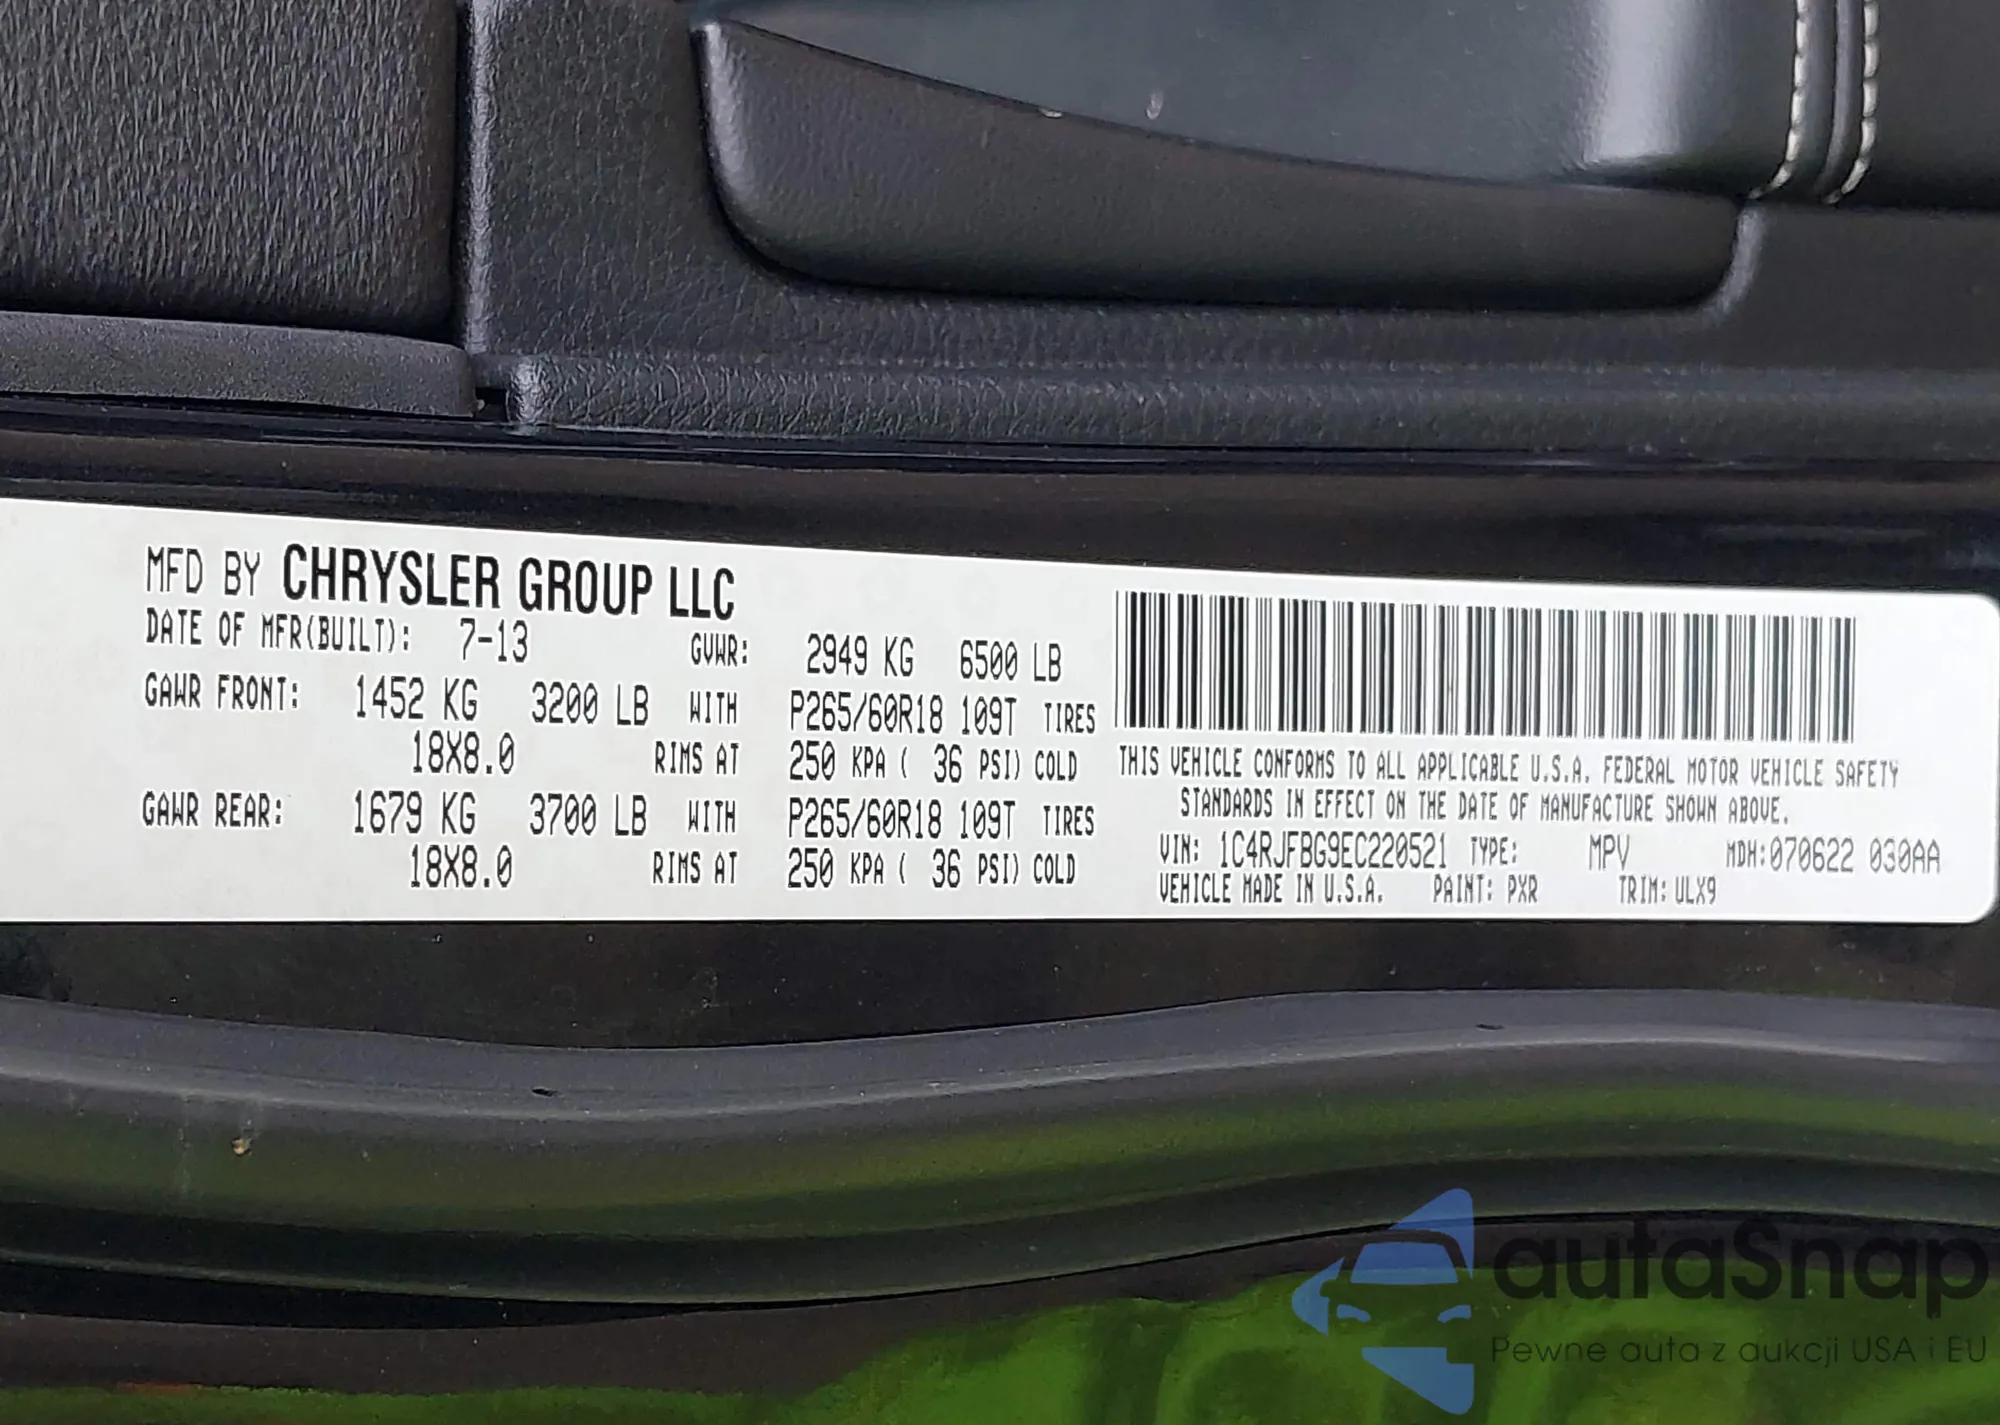 MFD BY CHRYSLER GROUP LLC
DATE OF MFR(BUILT): 7-13 GVWR: 2949 KG 6500 LB
GAWR FRONT: 1452 KG 3200 LB WITH P265/60R18 109T TIRES
18X8.0 RIMS AT 250 KPA ( 36 PSI) COLD
GAWR REAR: 1679 KG 3700 LB WITH P265/60R18 109T TIRES
18X8.0 RIMS AT 250 KPA ( 36 PSI) COLD
THIS VEHICLE CONFORMS TO ALL APPLICABLE U.S.A. FEDERAL MOTOR VEHICLE SAFETY
STANDARDS IN EFFECT ON THE DATE OF MANUFACTURE SHOWN ABOVE.
VIN: 1C4RJFBG9EC220521 TYPE: MPV MDH:070622 030AA
VEHICLE MADE IN U.S.A. PAINT: PXR TRIM: ULX9
autaSnap
Pewne auta z aukcji USA i EU